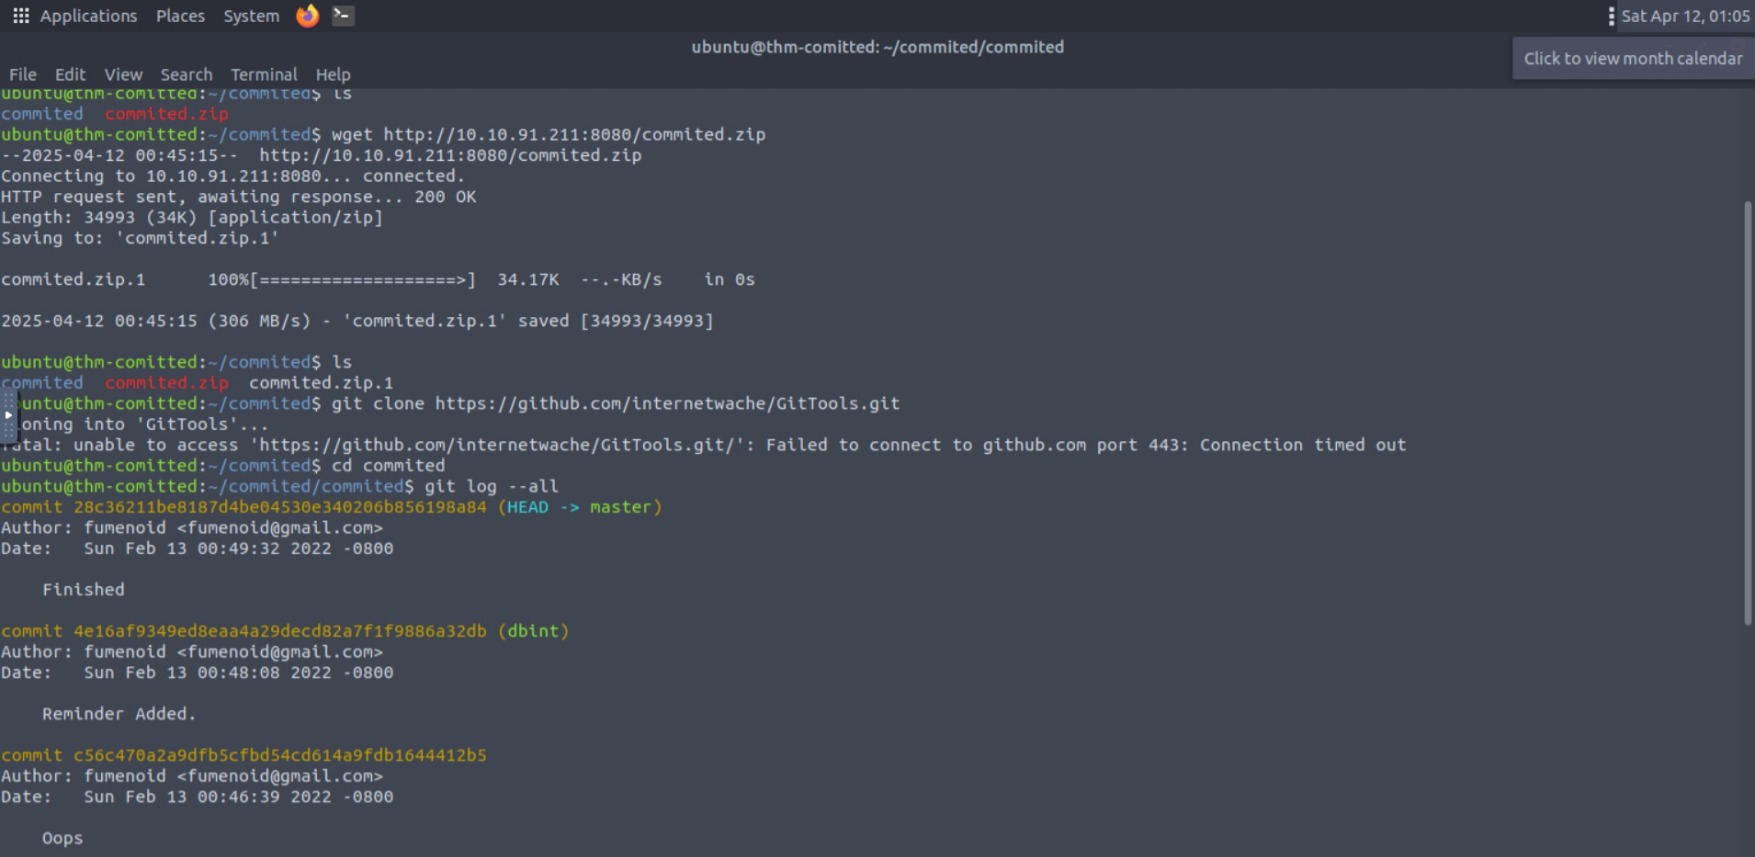 Applications Places System Sat Apr 12, 01:05
ubuntu@thm-comitted: ~/commited/commited
Click to view month calendar
File Edit View Search Terminal Help
ubuntu@thm-comitted:~/commited$ ls
commited commited.zip
ubuntu@thm-comitted:~/commited$ wget http://10.10.91.211:8080/commited.zip
--2025-04-12 00:45:15-- http://10.10.91.211:8080/commited.zip
Connecting to 10.10.91.211:8080... connected.
HTTP request sent, awaiting response... 200 OK
Length: 34993 (34K) [application/zip]
Saving to: 'commited.zip.1'
commited.zip.1 100%[===================>] 34.17K --.-KB/s in 0s
2025-04-12 00:45:15 (306 MB/s) - 'commited.zip.1' saved [34993/34993]
ubuntu@thm-comitted:~/commited$ ls
commited commited.zip commited.zip.1
untu@thm-comitted:~/commited$ git clone https://github.com/internetwache/GitTools.git
oning into 'GitTools'...
fatal: unable to access 'https://github.com/internetwache/GitTools.git/': Failed to connect to github.com port 443: Connection timed out
ubuntu@thm-comitted:~/commited$ cd commited
ubuntu@thm-comitted:~/commited/commited$ git log --all
commit 28c36211be8187d4be04530e340206b856198a84 (HEAD -> master)
Author: fumenoid <fumenoid@gmail.com>
Date: Sun Feb 13 00:49:32 2022 -0800
Finished
commit 4e16af9349ed8eaa4a29decd82a7f1f9886a32db (dbint)
Author: fumenoid <fumenoid@gmail.com>
Date: Sun Feb 13 00:48:08 2022 -0800
Reminder Added.
commit c56c470a2a9dfb5cfbd54cd614a9fdb1644412b5
Author: fumenoid <fumenoid@gmail.com>
Date: Sun Feb 13 00:46:39 2022 -0800
Oops